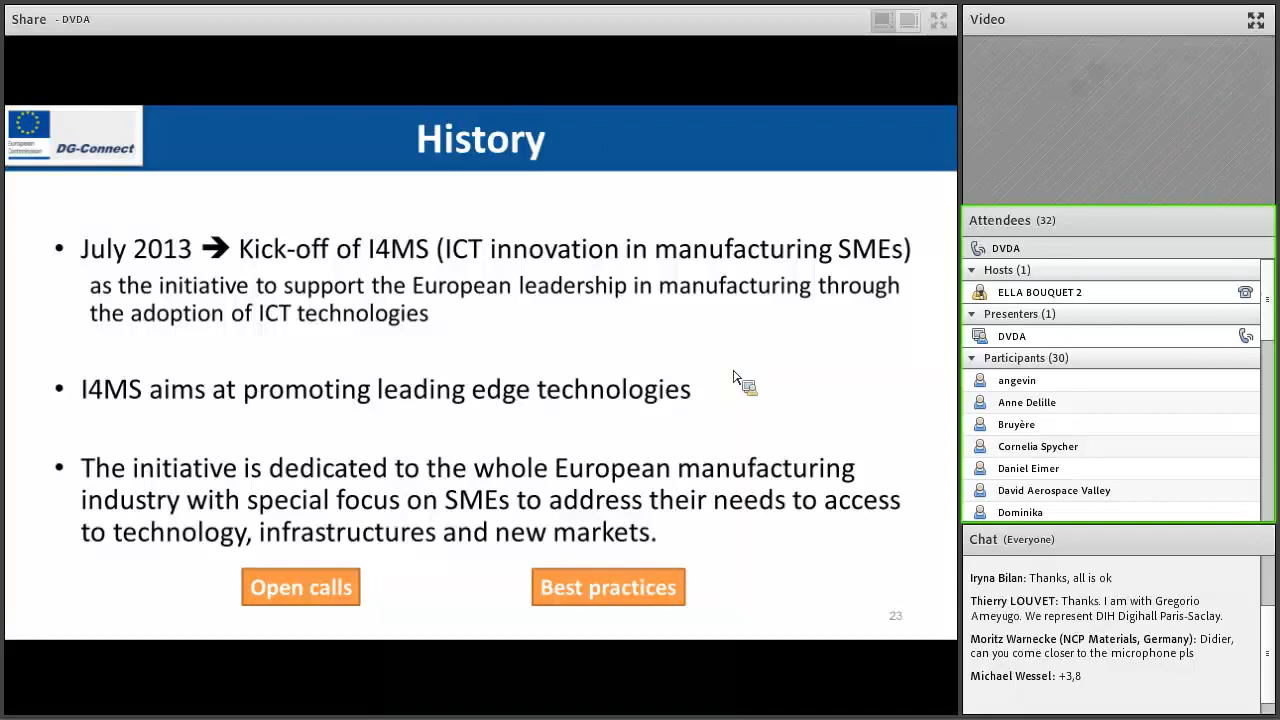 Share - DVDA
European
Commission
DG-Connect
History
• July 2013 ➔ Kick-off of I4MS (ICT innovation in manufacturing SMEs)
as the initiative to support the European leadership in manufacturing through
the adoption of ICT technologies
• I4MS aims at promoting leading edge technologies
• The initiative is dedicated to the whole European manufacturing
industry with special focus on SMEs to address their needs to access
to technology, infrastructures and new markets.
Open calls
Best practices
23
Video
Attendees (32)
DVDA
Hosts (1)
ELLA BOUQUET 2
Presenters (1)
DVDA
Participants (30)
angevin
Anne Delille
Bruyère
Cornelia Spycher
Daniel Eimer
David Aerospace Valley
Dominika
Chat (Everyone)
Iryna Bilan: Thanks, all is ok
Thierry LOUVET: Thanks. I am with Gregorio
Ameyugo. We represent DIH Digihall Paris-Saclay.
Moritz Warnecke (NCP Materials, Germany): Didier,
can you come closer to the microphone pls
Michael Wessel: +3,8